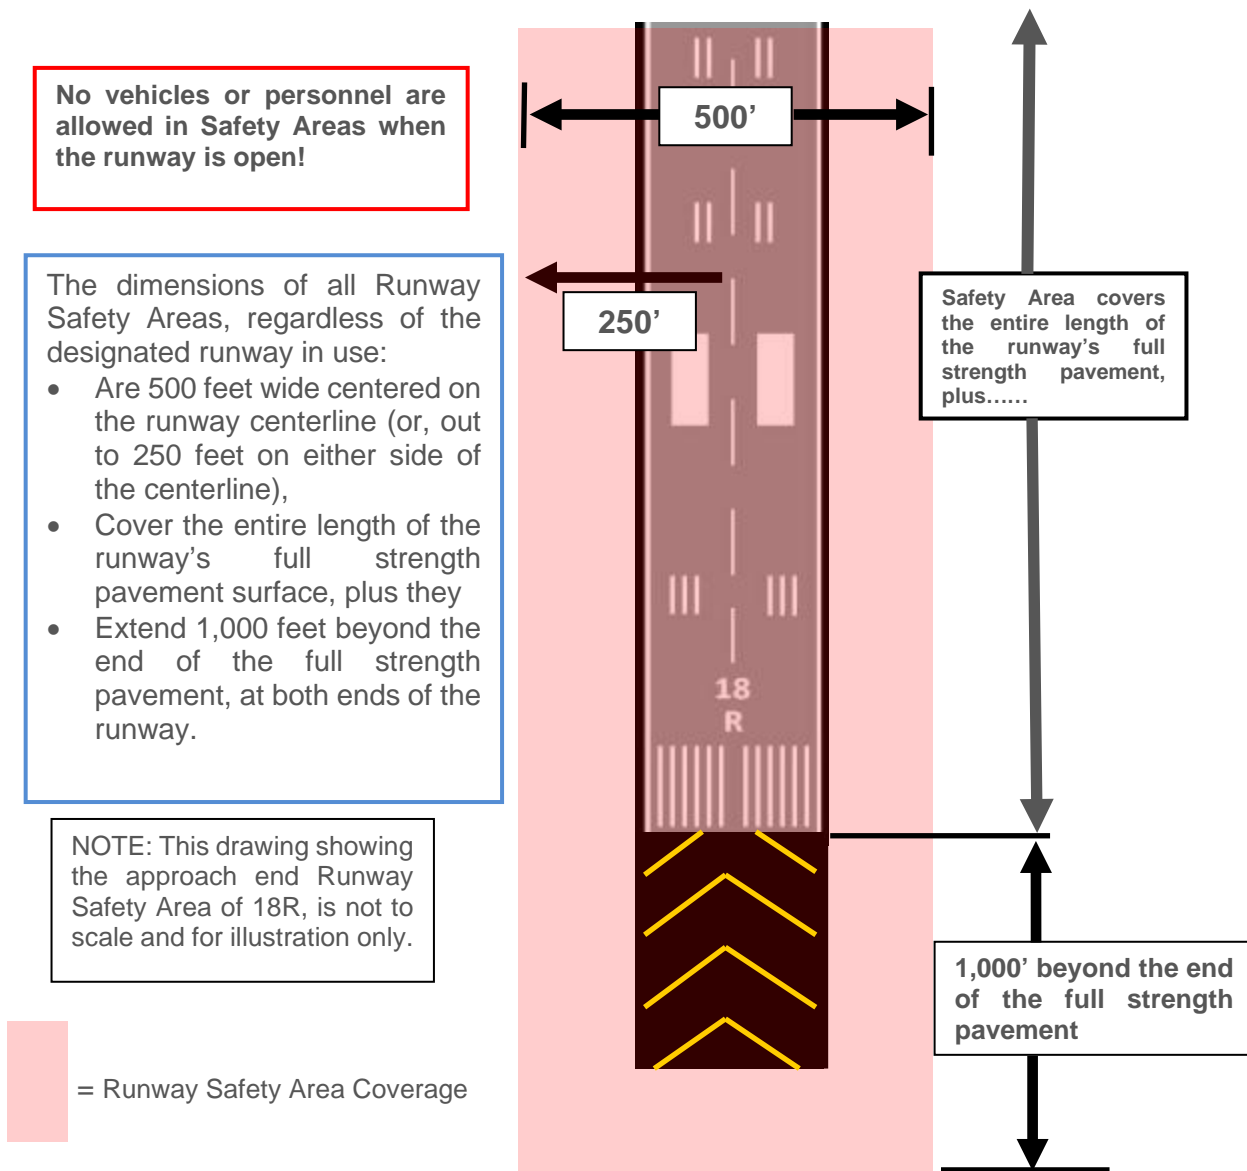 No vehicles or personnel are
allowed in Safety Areas when
the runway is open!
500’
The dimensions of all Runway
Safety Areas, regardless of the
designated runway in use:
• Are 500 feet wide centered on
the runway centerline (or, out
to 250 feet on either side of
the centerline),
• Cover the entire length of the
runway’s full strength
pavement surface, plus they
• Extend 1,000 feet beyond the
end of the full strength
pavement, at both ends of the
runway.
250’
Safety Area covers
the entire length of
the runway’s full
strength pavement,
plus……
18
R
NOTE: This drawing showing
the approach end Runway
Safety Area of 18R, is not to
scale and for illustration only.
1,000’ beyond the end
of the full strength
pavement
= Runway Safety Area Coverage